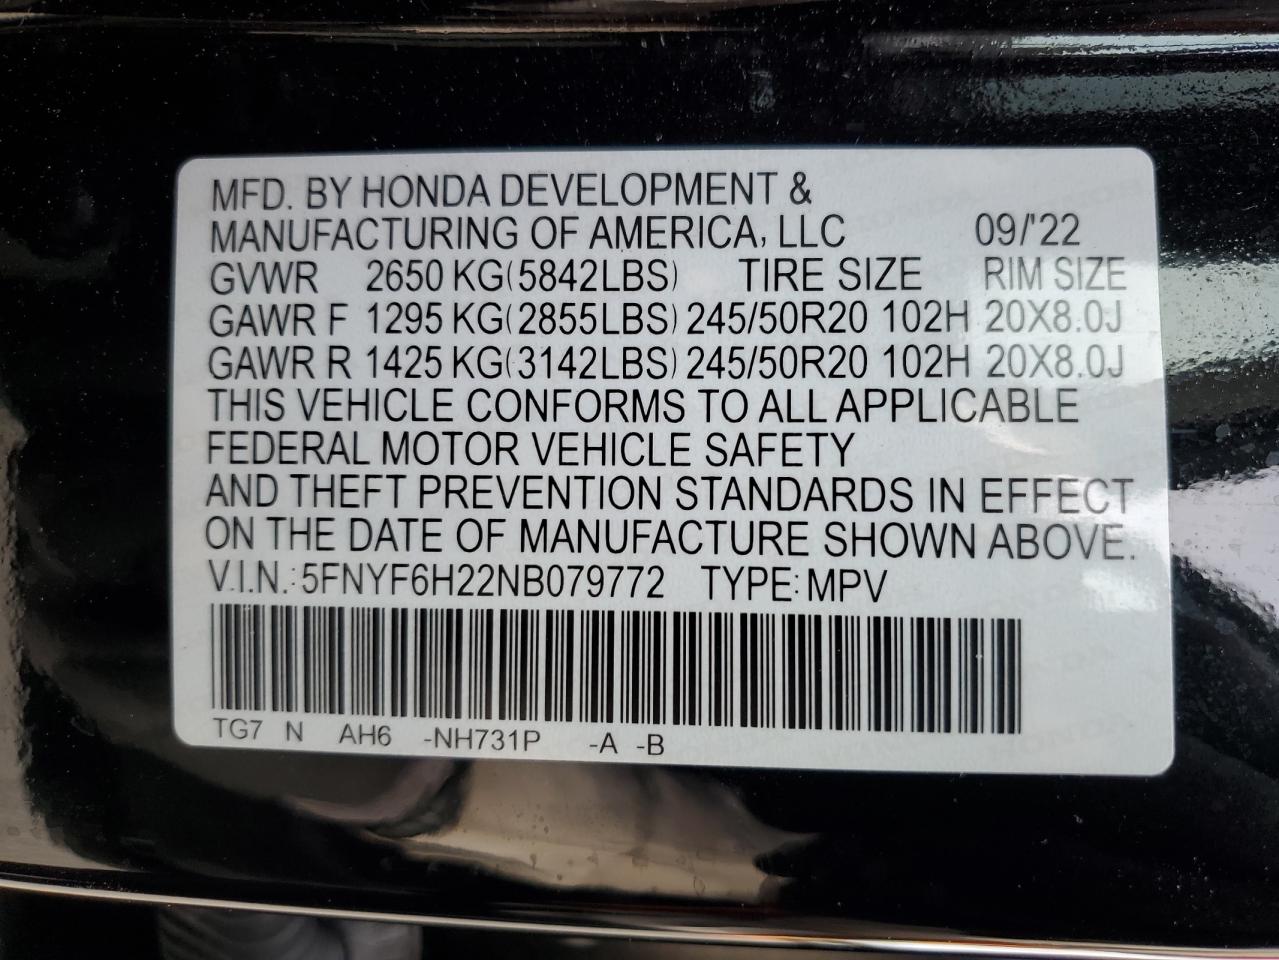 MFD. BY HONDA DEVELOPMENT &
MANUFACTURING OF AMERICA, LLC 09/'22
GVWR 2650 KG(5842LBS) TIRE SIZE RIM SIZE
GAWR F 1295 KG(2855LBS) 245/50R20 102H 20X8.0J
GAWR R 1425 KG(3142LBS) 245/50R20 102H 20X8.0J
THIS VEHICLE CONFORMS TO ALL APPLICABLE
FEDERAL MOTOR VEHICLE SAFETY
AND THEFT PREVENTION STANDARDS IN EFFECT
ON THE DATE OF MANUFACTURE SHOWN ABOVE.
V.I.N.: 5FNYF6H22NB079772 TYPE: MPV
TG7 N AH6 -NH731P -A -B